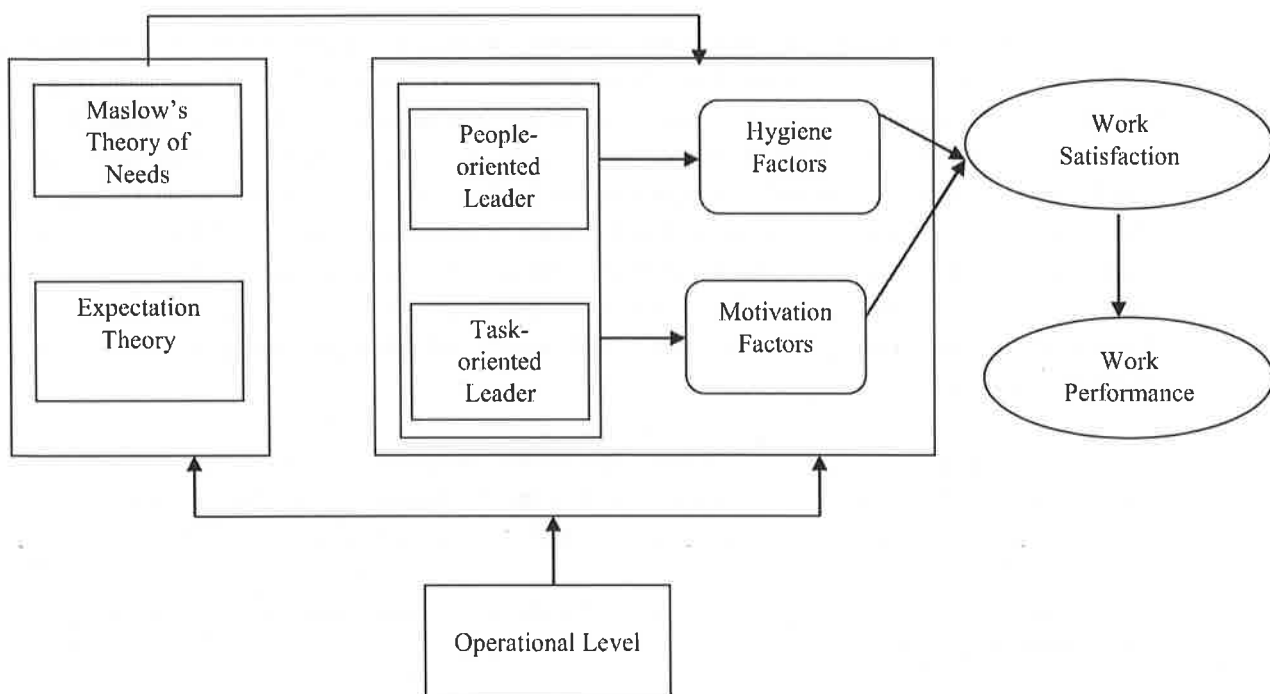 Maslow's
Theory of
Needs
Expectation
Theory
People-
oriented
Leader
Task-
oriented
Leader
Hygiene
Factors
Motivation
Factors
Work
Satisfaction
Work
Performance
Operational Level